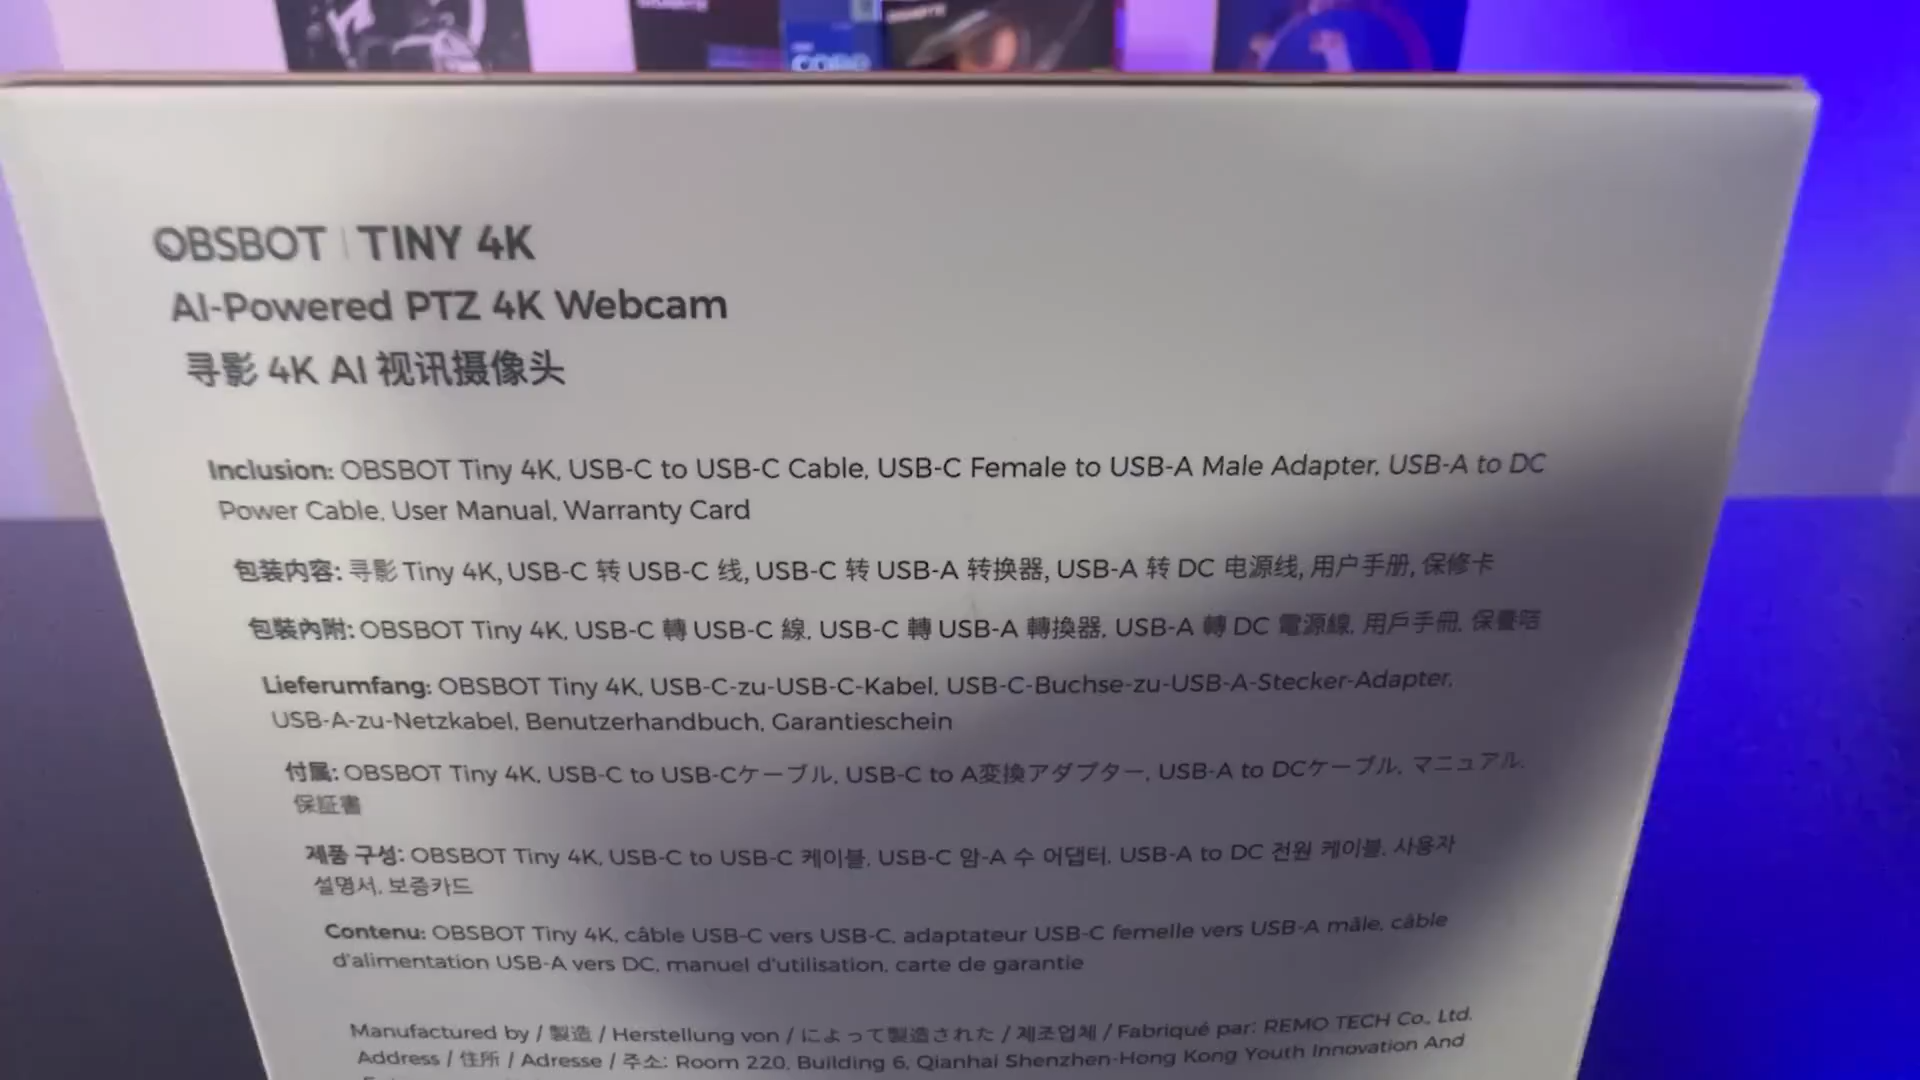 CORE
OBSBOT | TINY 4K
AI-Powered PTZ 4K Webcam
寻影 4K AI 视讯摄像头
Inclusion: OBSBOT Tiny 4K, USB-C to USB-C Cable, USB-C Female to USB-A Male Adapter, USB-A to DC
Power Cable, User Manual, Warranty Card
包装内容: 寻影 Tiny 4K, USB-C 转 USB-C 线, USB-C 转 USB-A 转换器, USB-A 转 DC 电源线, 用户手册, 保修卡
包裝內附: OBSBOT Tiny 4K, USB-C 轉 USB-C 線, USB-C 轉 USB-A 轉換器, USB-A 轉 DC 電源線, 用戶手冊,
Lieferumfang: OBSBOT Tiny 4K, USB-C-zu-USB-C-Kabel, USB-C-Buchse-zu-USB-A-Stecker-Adapter,
USB-A-zu-Netzkabel, Benutzerhandbuch, Garantieschein
付属: OBSBOT Tiny 4K, USB-C to USB-Cケーブル, USB-C to A変換アダプター, USB-A to DCケーブル, マニュアル,
保証書
제품 구성: OBSBOT Tiny 4K, USB-C to USB-C 케이블, USB-C 암-A 수 어댑터, USB-A to DC 전원 케이블, 사용자
설명서, 보증카드
Contenu: OBSBOT Tiny 4K, câble USB-C vers USB-C, adaptateur USB-C femelle vers USB-A mâle, câble
d'alimentation USB-A vers DC, manuel d'utilisation, carte de garantie
Manufactured by / 製造 / Herstellung von / によって製造された / 제조업체 / Fabriqué par: REMO TECH Co., Ltd.
Address / 住所 / Adresse / 주소: Room 220, Building 6, Qianhai Shenzhen-Hong Kong Youth Innovation And